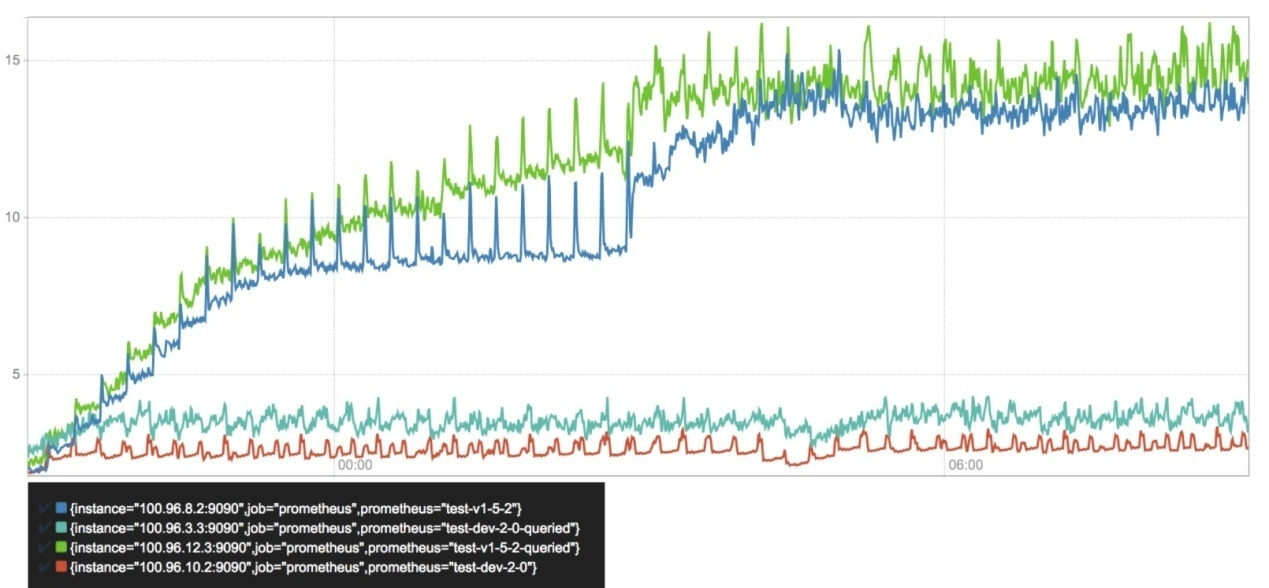 15
10
5
00:00
06:00
{instance="100.96.8.2:9090",job="prometheus",prometheus="test-v1-5-2"}
{instance="100.96.3.3:9090",job="prometheus",prometheus="test-dev-2-0-queried"}
{instance="100.96.12.3:9090",job="prometheus",prometheus="test-v1-5-2-queried"}
{instance="100.96.10.2:9090",job="prometheus",prometheus="test-dev-2-0"}